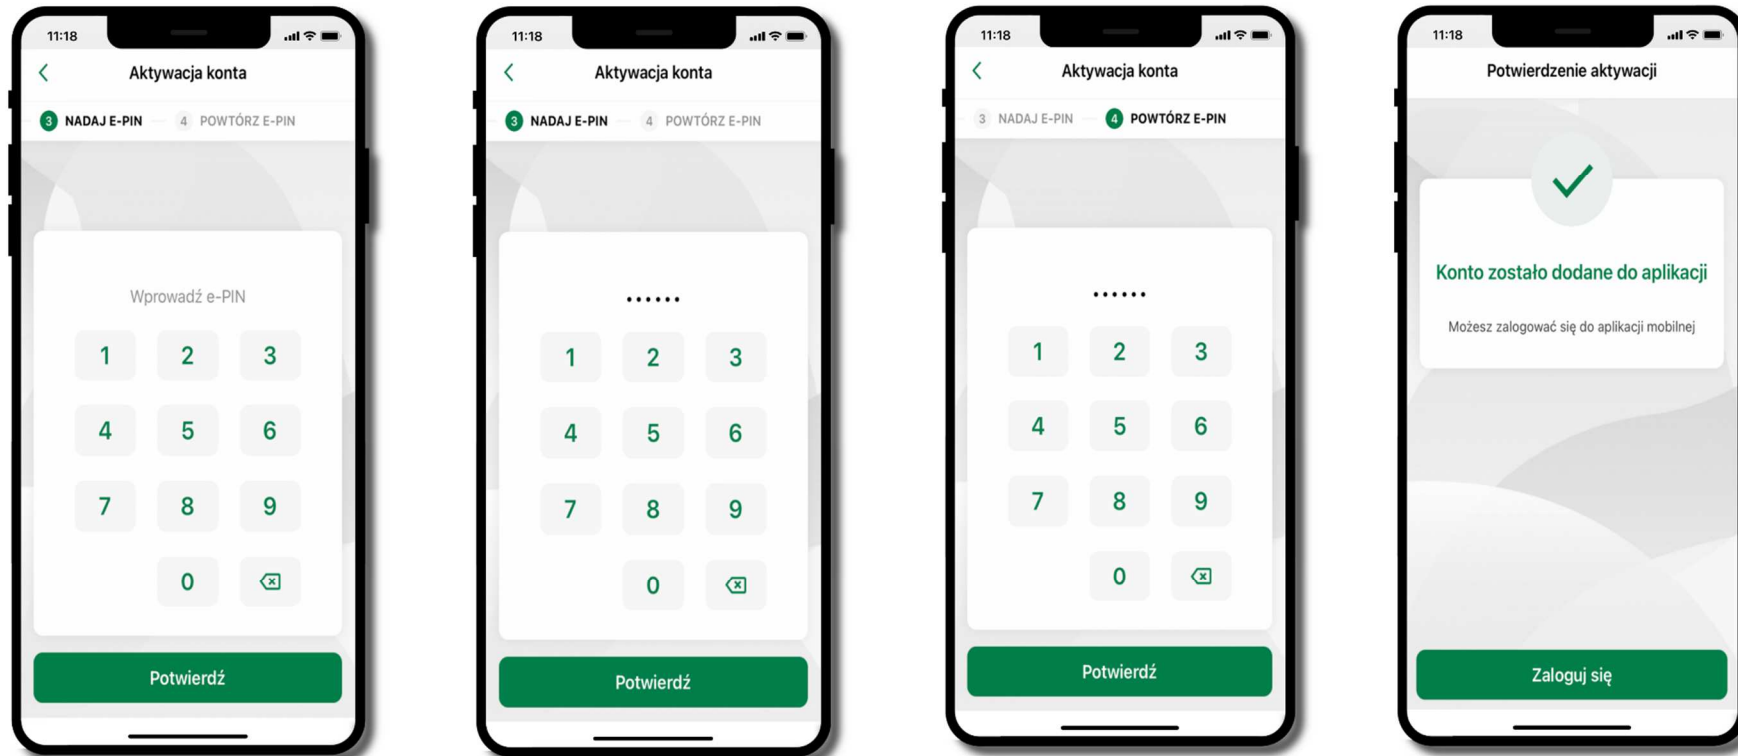 11:18
Aktywacja konta
3 NADAJ E-PIN 4 POWTÓRZ E-PIN
Wprowadź e-PIN
1 2 3
4 5 6
7 8 9
0
Potwierdź
11:18
Aktywacja konta
3 NADAJ E-PIN 4 POWTÓRZ E-PIN
••••••
1 2 3
4 5 6
7 8 9
0
Potwierdź
11:18
Aktywacja konta
3 NADAJ E-PIN 4 POWTÓRZ E-PIN
••••••
1 2 3
4 5 6
7 8 9
0
Potwierdź
11:18
Potwierdzenie aktywacji
Konto zostało dodane do aplikacji
Możesz zalogować się do aplikacji mobilnej
Zaloguj się